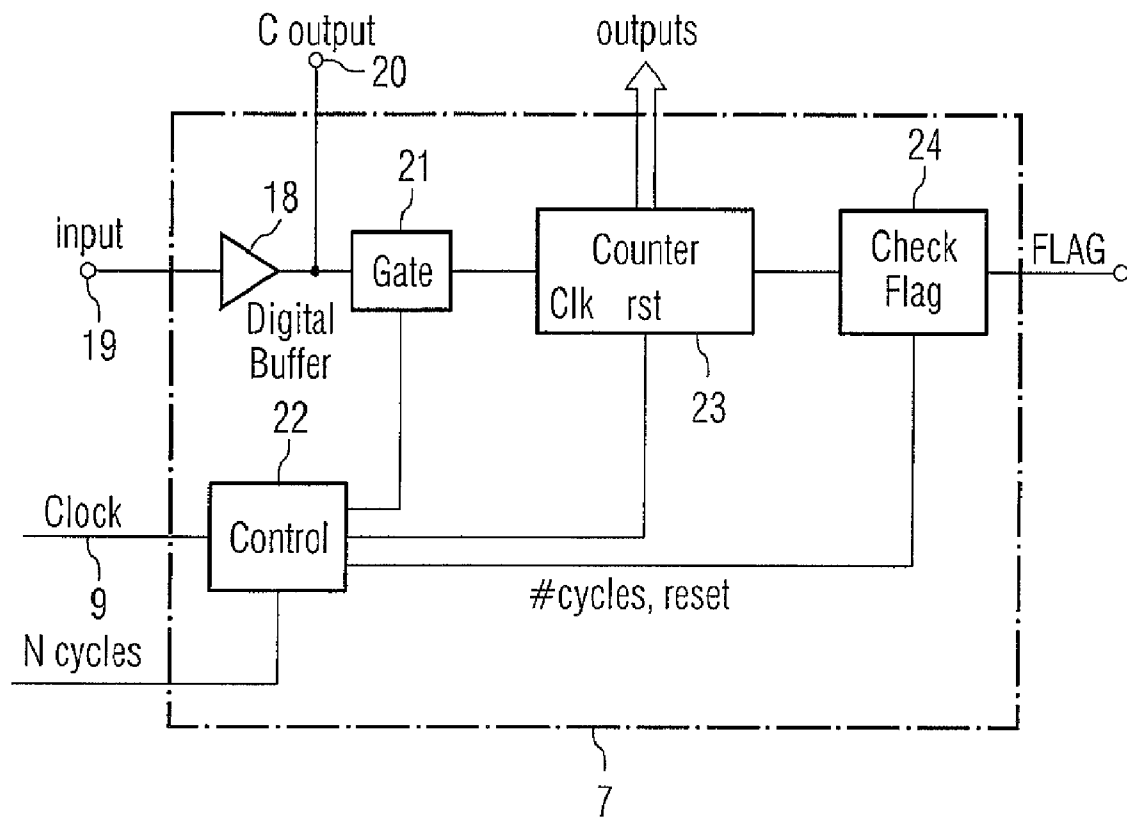 C output
outputs
20
24
21
18
input
Gate
Counter
Clk rst
Check
Flag
FLAG
19
Digital
Buffer
23
22
Clock
Control
9
#cycles, reset
N cycles
7